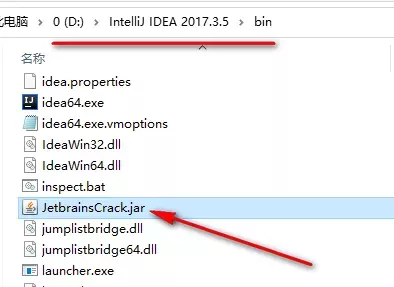 比电脑 > 0 (D:) > IntelliJ IDEA 2017.3.5 > bin
名称
idea.properties
idea64.exe
idea64.exe.vmoptions
IdeaWin32.dll
IdeaWin64.dll
inspect.bat
JetbrainsCrack.jar
jumplistbridge.dll
jumplistbridge64.dll
launcher.exe